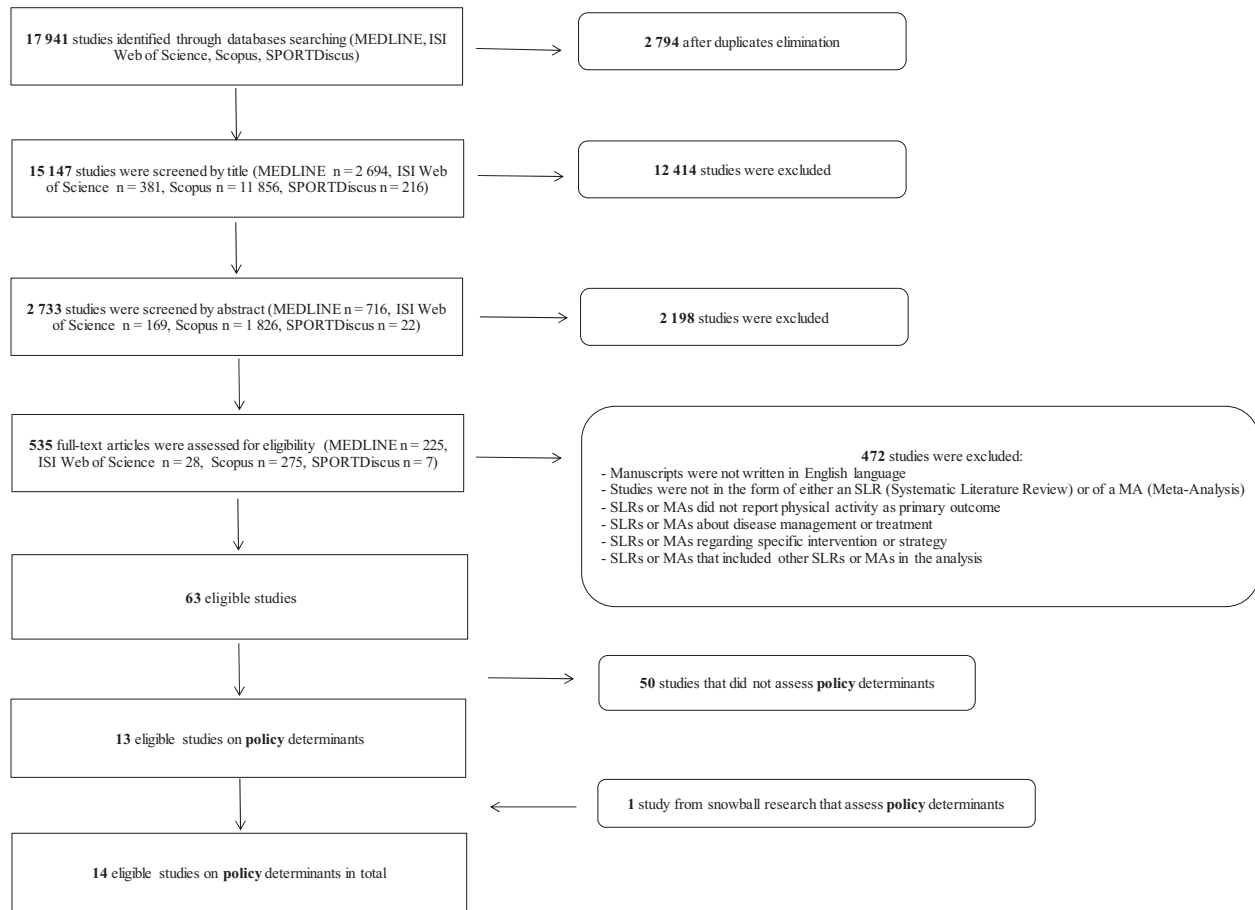 17 941 studies identified through databases searching (MEDLINE, ISI
Web of Science, Scopus, SPORTDiscus)
2 794 after duplicates elimination
15 147 studies were screened by title (MEDLINE n = 2 694, ISI Web
of Science n = 381, Scopus n = 11 856, SPORTDiscus n = 216)
12 414 studies were excluded
2 733 studies were screened by abstract (MEDLINE n = 716, ISI Web
of Science n = 169, Scopus n = 1 826, SPORTDiscus n = 22)
2 198 studies were excluded
535 full-text articles were assessed for eligibility (MEDLINE n = 225,
ISI Web of Science n = 28, Scopus n = 275, SPORTDiscus n = 7)
472 studies were excluded:
- Manuscripts were not written in English language
- Studies were not in the form of either an SLR (Systematic Literature Review) or of a MA (Meta-Analysis)
- SLRs or MAs did not report physical activity as primary outcome
- SLRs or MAs about disease management or treatment
- SLRs or MAs regarding specific intervention or strategy
- SLRs or MAs that included other SLRs or MAs in the analysis
63 eligible studies
50 studies that did not assess policy determinants
13 eligible studies on policy determinants
1 study from snowball research that assess policy determinants
14 eligible studies on policy determinants in total